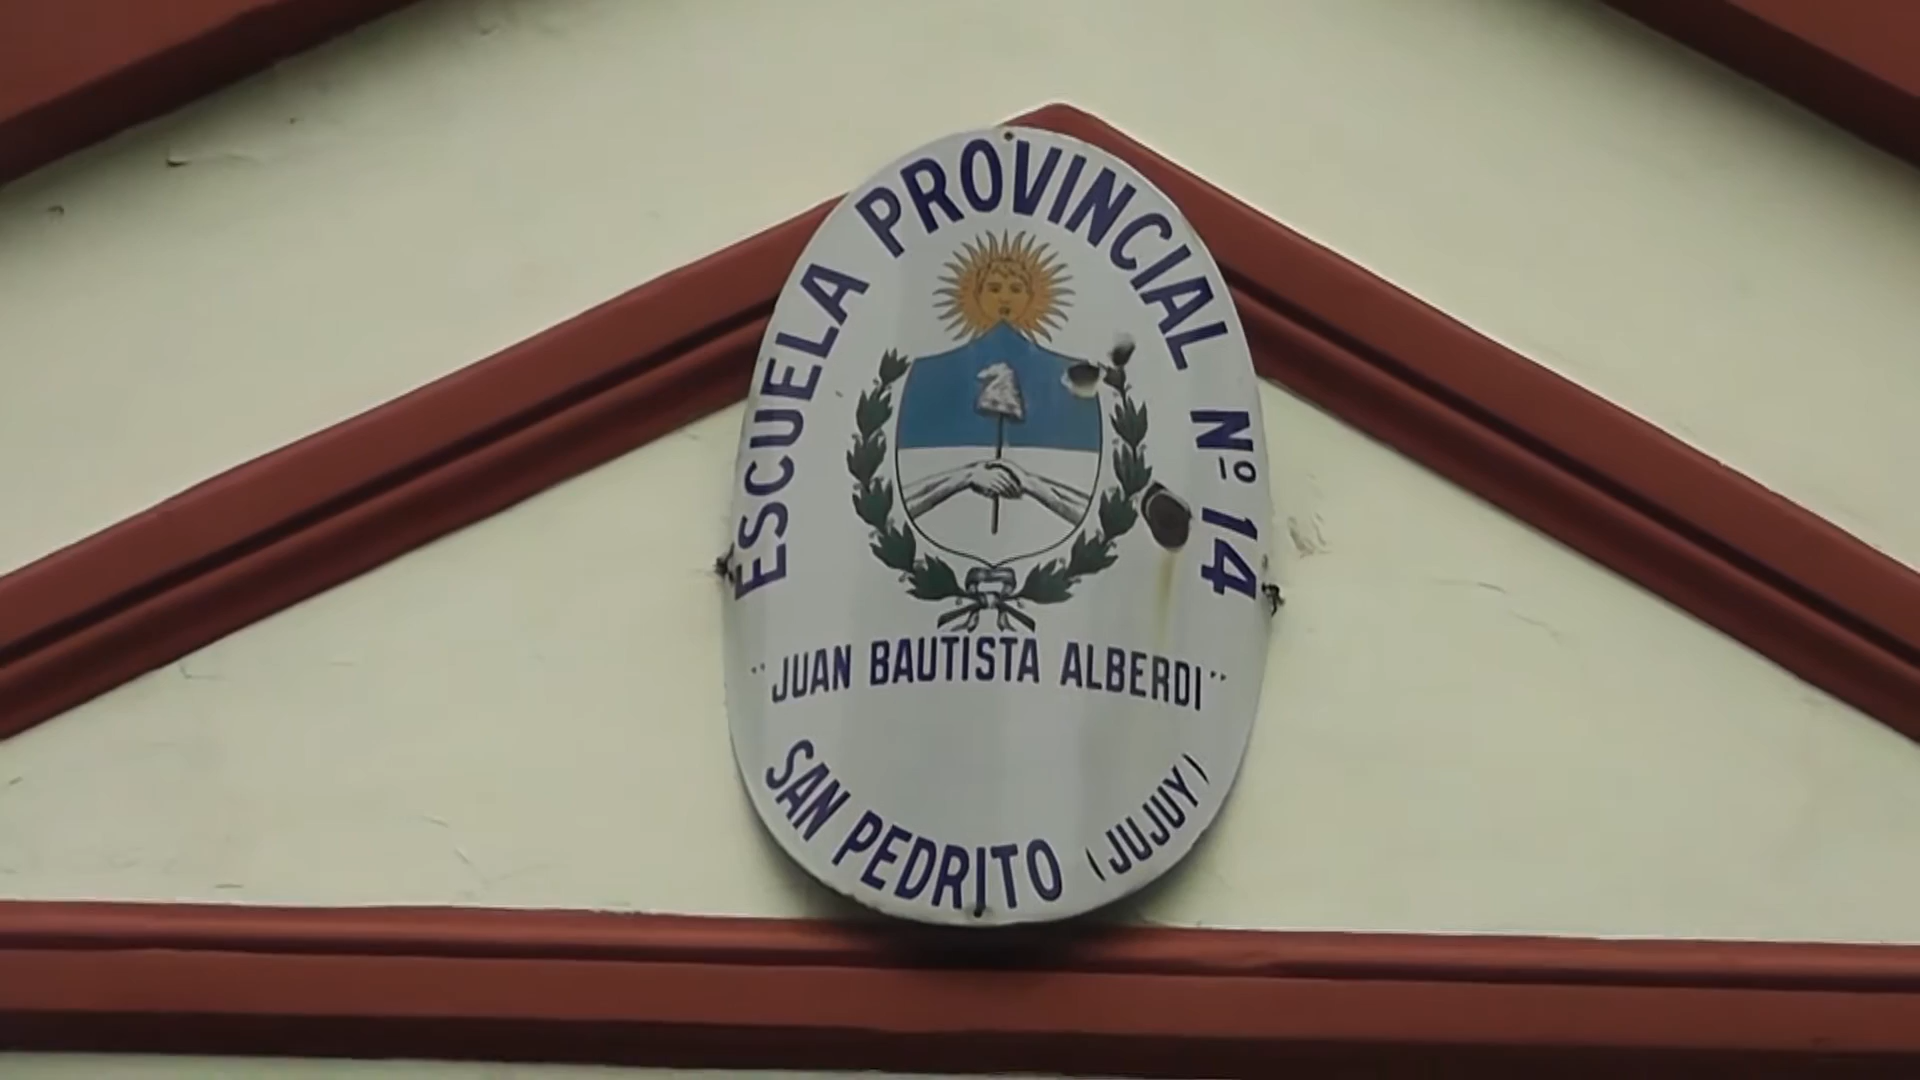 ESCUELA PROVINCIAL Nº 14
"JUAN BAUTISTA ALBERDI"
SAN PEDRITO (JUJUY)